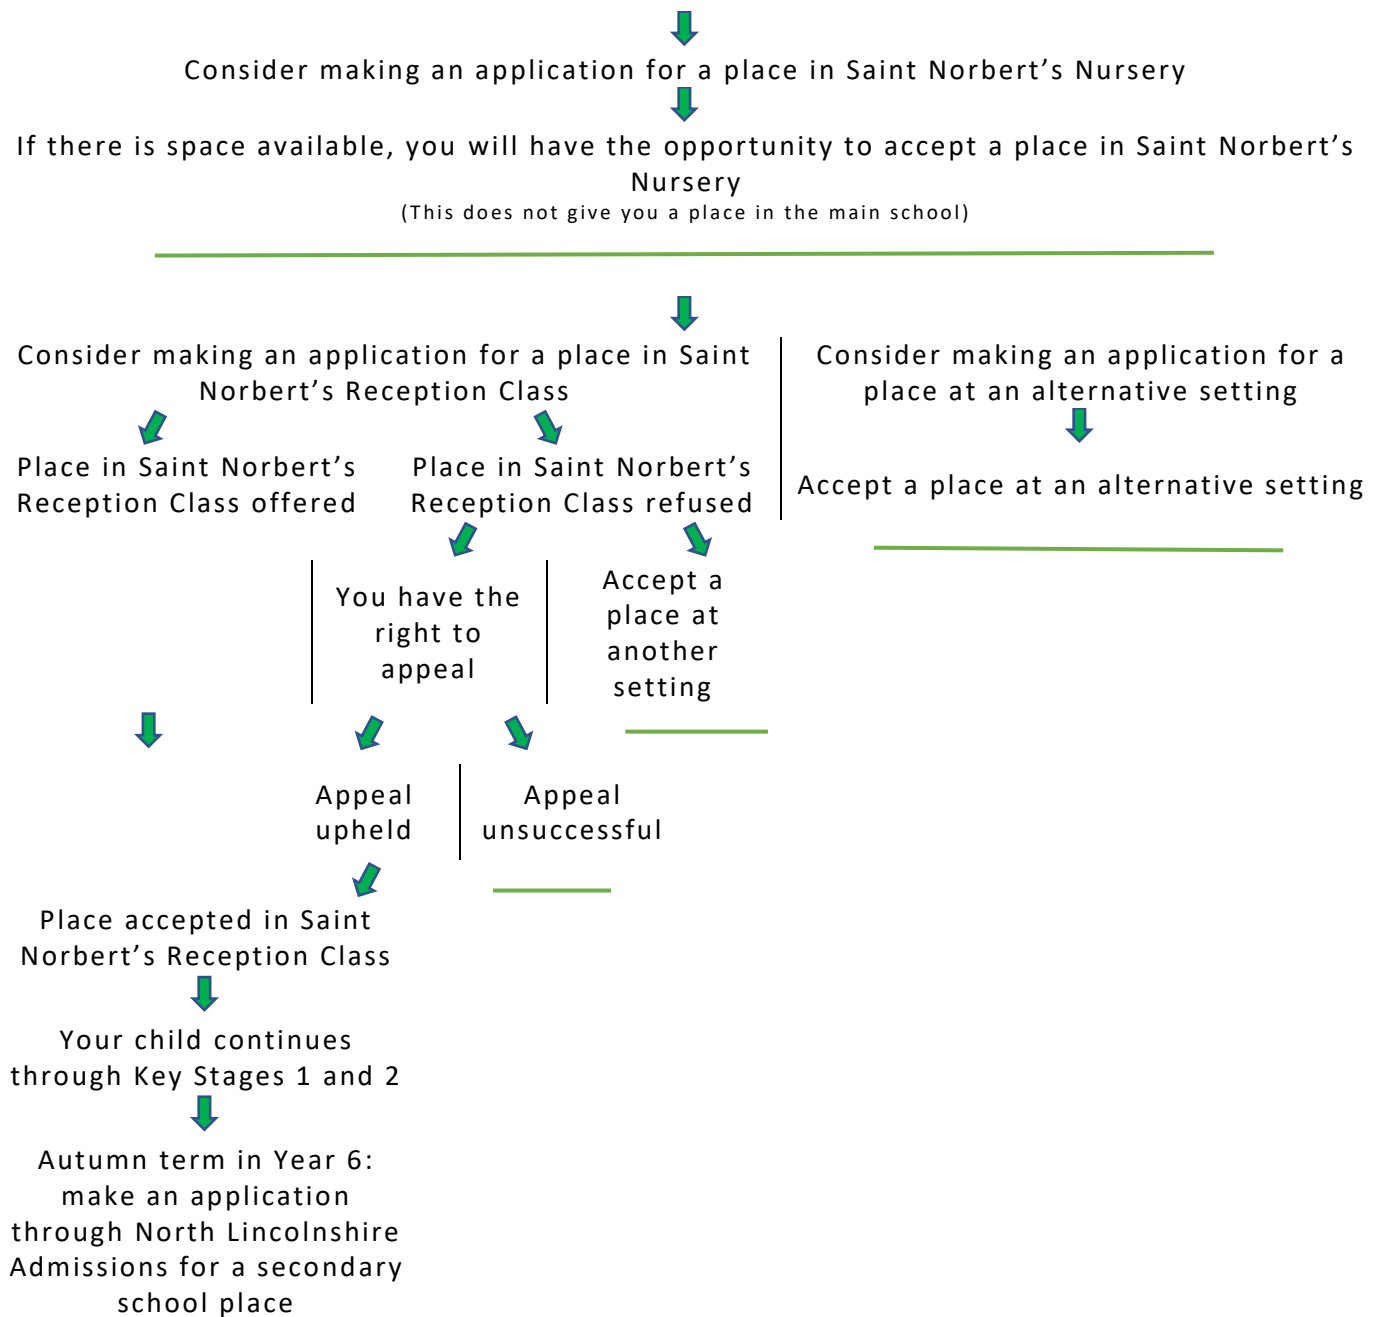 Consider making an application for a place in Saint Norbert’s Nursery
If there is space available, you will have the opportunity to accept a place in Saint Norbert’s
Nursery
(This does not give you a place in the main school)
Consider making an application for a place in Saint
Norbert’s Reception Class
Consider making an application for a
place at an alternative setting
Place in Saint Norbert’s
Reception Class offered
Place in Saint Norbert’s
Reception Class refused
Accept a place at an alternative setting
You have the
right to
appeal
Accept a
place at
another
setting
Appeal
upheld
Appeal
unsuccessful
Place accepted in Saint
Norbert’s Reception Class
Your child continues
through Key Stages 1 and 2
Autumn term in Year 6:
make an application
through North Lincolnshire
Admissions for a secondary
school place